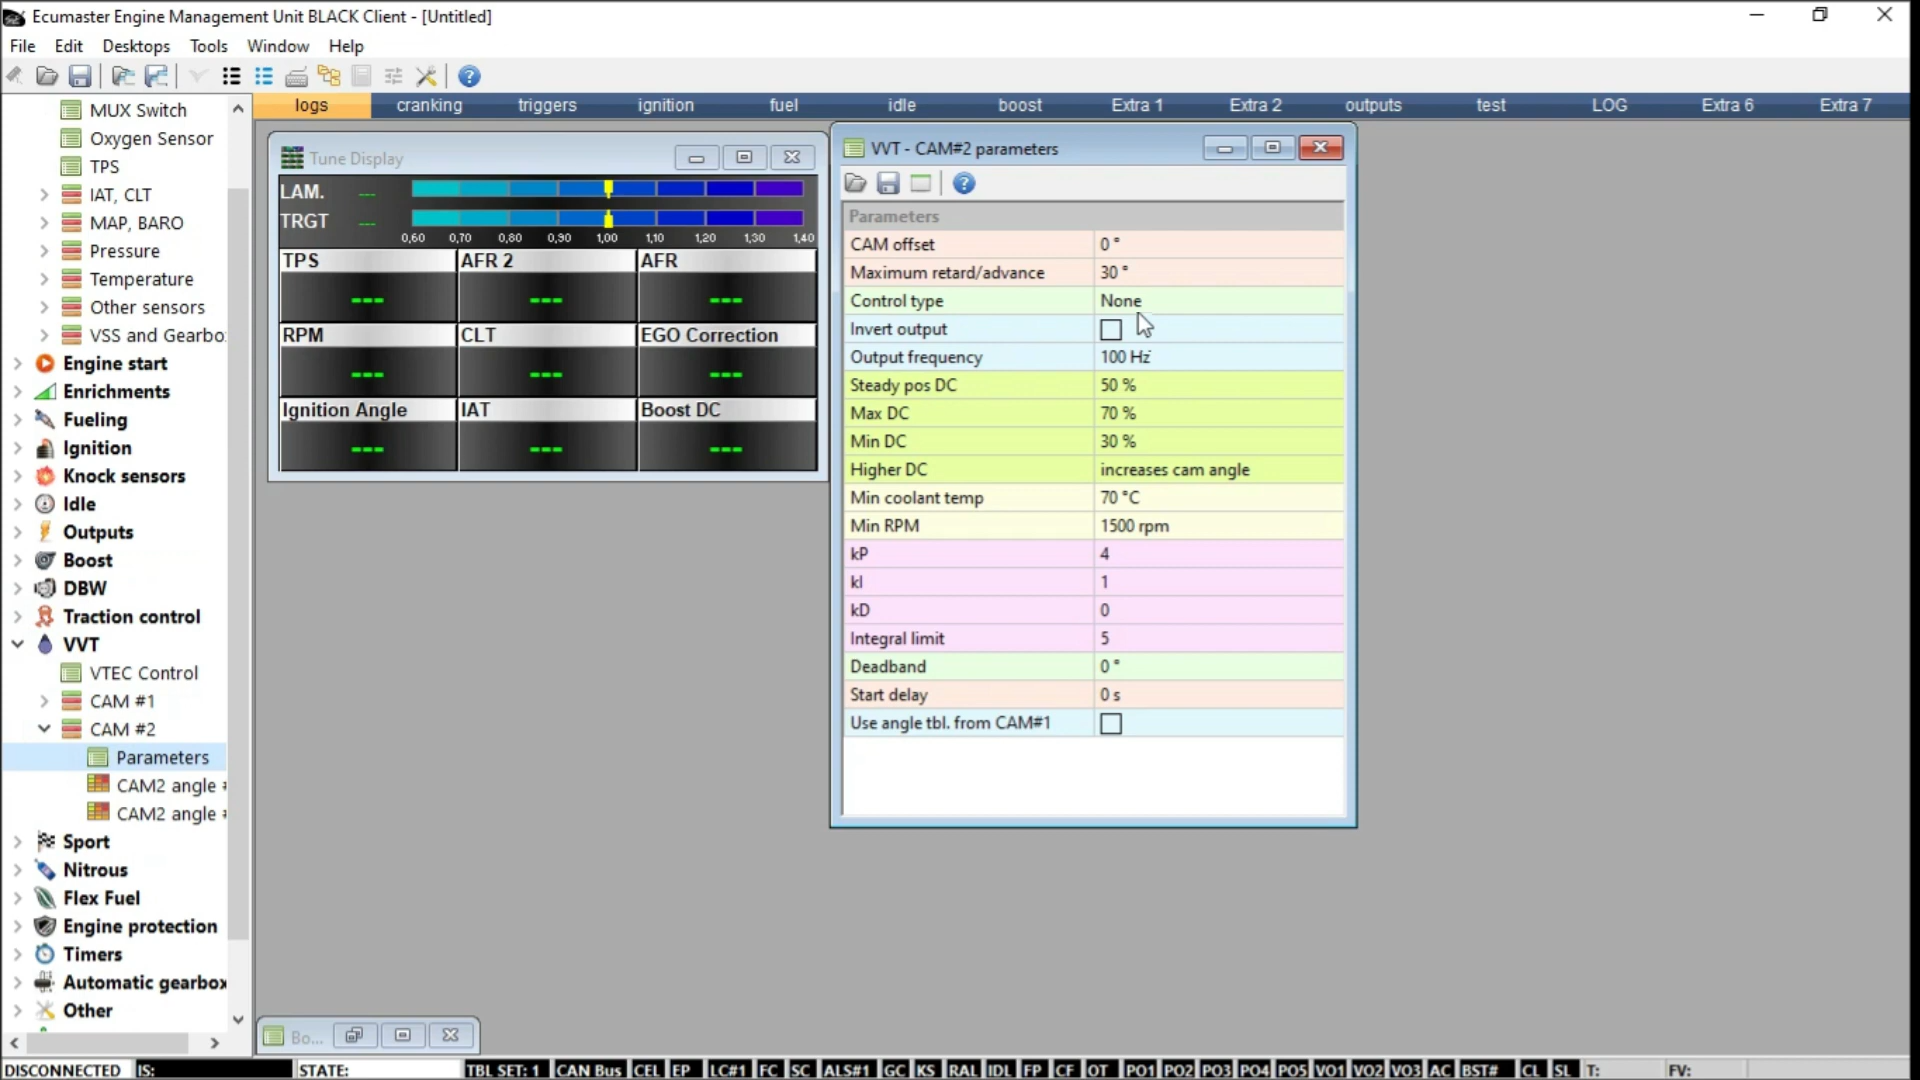 Ecumaster Engine Management Unit BLACK Client - [Untitled]
File Edit Desktops Tools Window Help
logs cranking triggers ignition fuel idle boost Extra 1 Extra 2 outputs test LOG Extra 6 Extra 7
MUX Switch
Oxygen Sensor
TPS
IAT, CLT
MAP, BARO
Pressure
Temperature
Other sensors
VSS and Gearbo
Engine start
Enrichments
Fueling
Ignition
Knock sensors
Idle
Outputs
Boost
DBW
Traction control
VVT
VTEC Control
CAM #1
CAM #2
Parameters
CAM2 angle
CAM2 angle
Sport
Nitrous
Flex Fuel
Engine protection
Timers
Automatic gearbox
Other
Tune Display
LAM. ---
TRGT ---
0,60 0,70 0,80 0,90 1,00 1,10 1,20 1,30 1,40
TPS AFR 2 AFR
--- --- ---
RPM CLT EGO Correction
--- --- ---
Ignition Angle IAT Boost DC
--- --- ---
VVT - CAM#2 parameters
Parameters
CAM offset 0 °
Maximum retard/advance 30 °
Control type None
Invert output
Output frequency 100 Hz
Steady pos DC 50 %
Max DC 70 %
Min DC 30 %
Higher DC increases cam angle
Min coolant temp 70 °C
Min RPM 1500 rpm
kP 4
kI 1
kD 0
Integral limit 5
Deadband 0 °
Start delay 0 s
Use angle tbl. from CAM#1
Bo...
DISCONNECTED IS: STATE: TBL SET: 1 CAN Bus CEL EP LC#1 FC SC ALS#1 GC KS RAL IDL FP CF OT PO1 PO2 PO3 PO4 PO5 VO1 VO2 VO3 AC BST# CL SL T: FV: